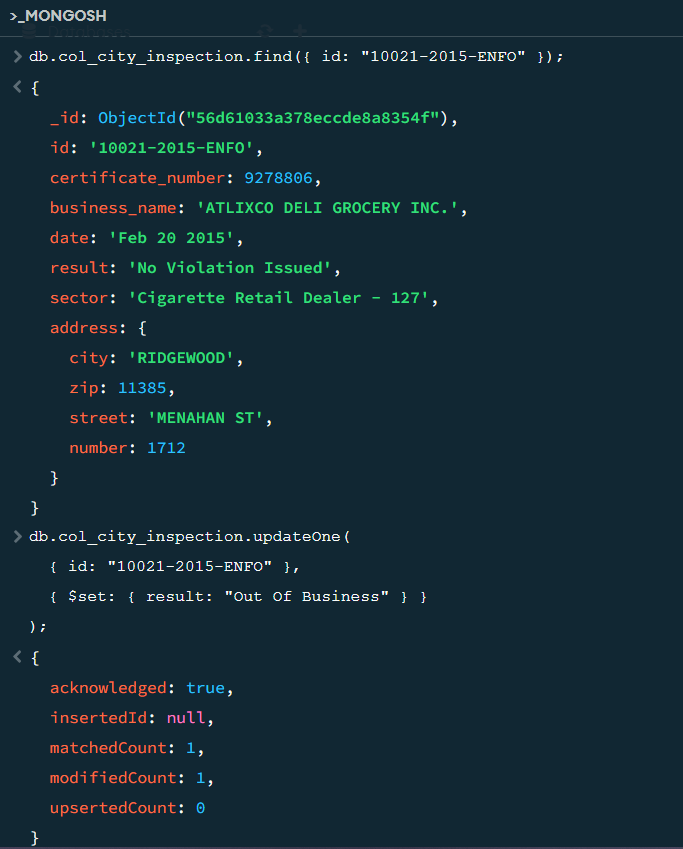 >_MONGOSH
> db.col_city_inspection.find({ id: "10021-2015-ENFO" });
< {
_id: ObjectId("56d61033a378eccde8a8354f"),
id: '10021-2015-ENFO',
certificate_number: 9278806,
business_name: 'ATLIXCO DELI GROCERY INC.',
date: 'Feb 20 2015',
result: 'No Violation Issued',
sector: 'Cigarette Retail Dealer - 127',
address: {
city: 'RIDGEWOOD',
zip: 11385,
street: 'MENAHAN ST',
number: 1712
}
}
> db.col_city_inspection.updateOne(
{ id: "10021-2015-ENFO" },
{ $set: { result: "Out Of Business" } }
);
< {
acknowledged: true,
insertedId: null,
matchedCount: 1,
modifiedCount: 1,
upsertedCount: 0
}